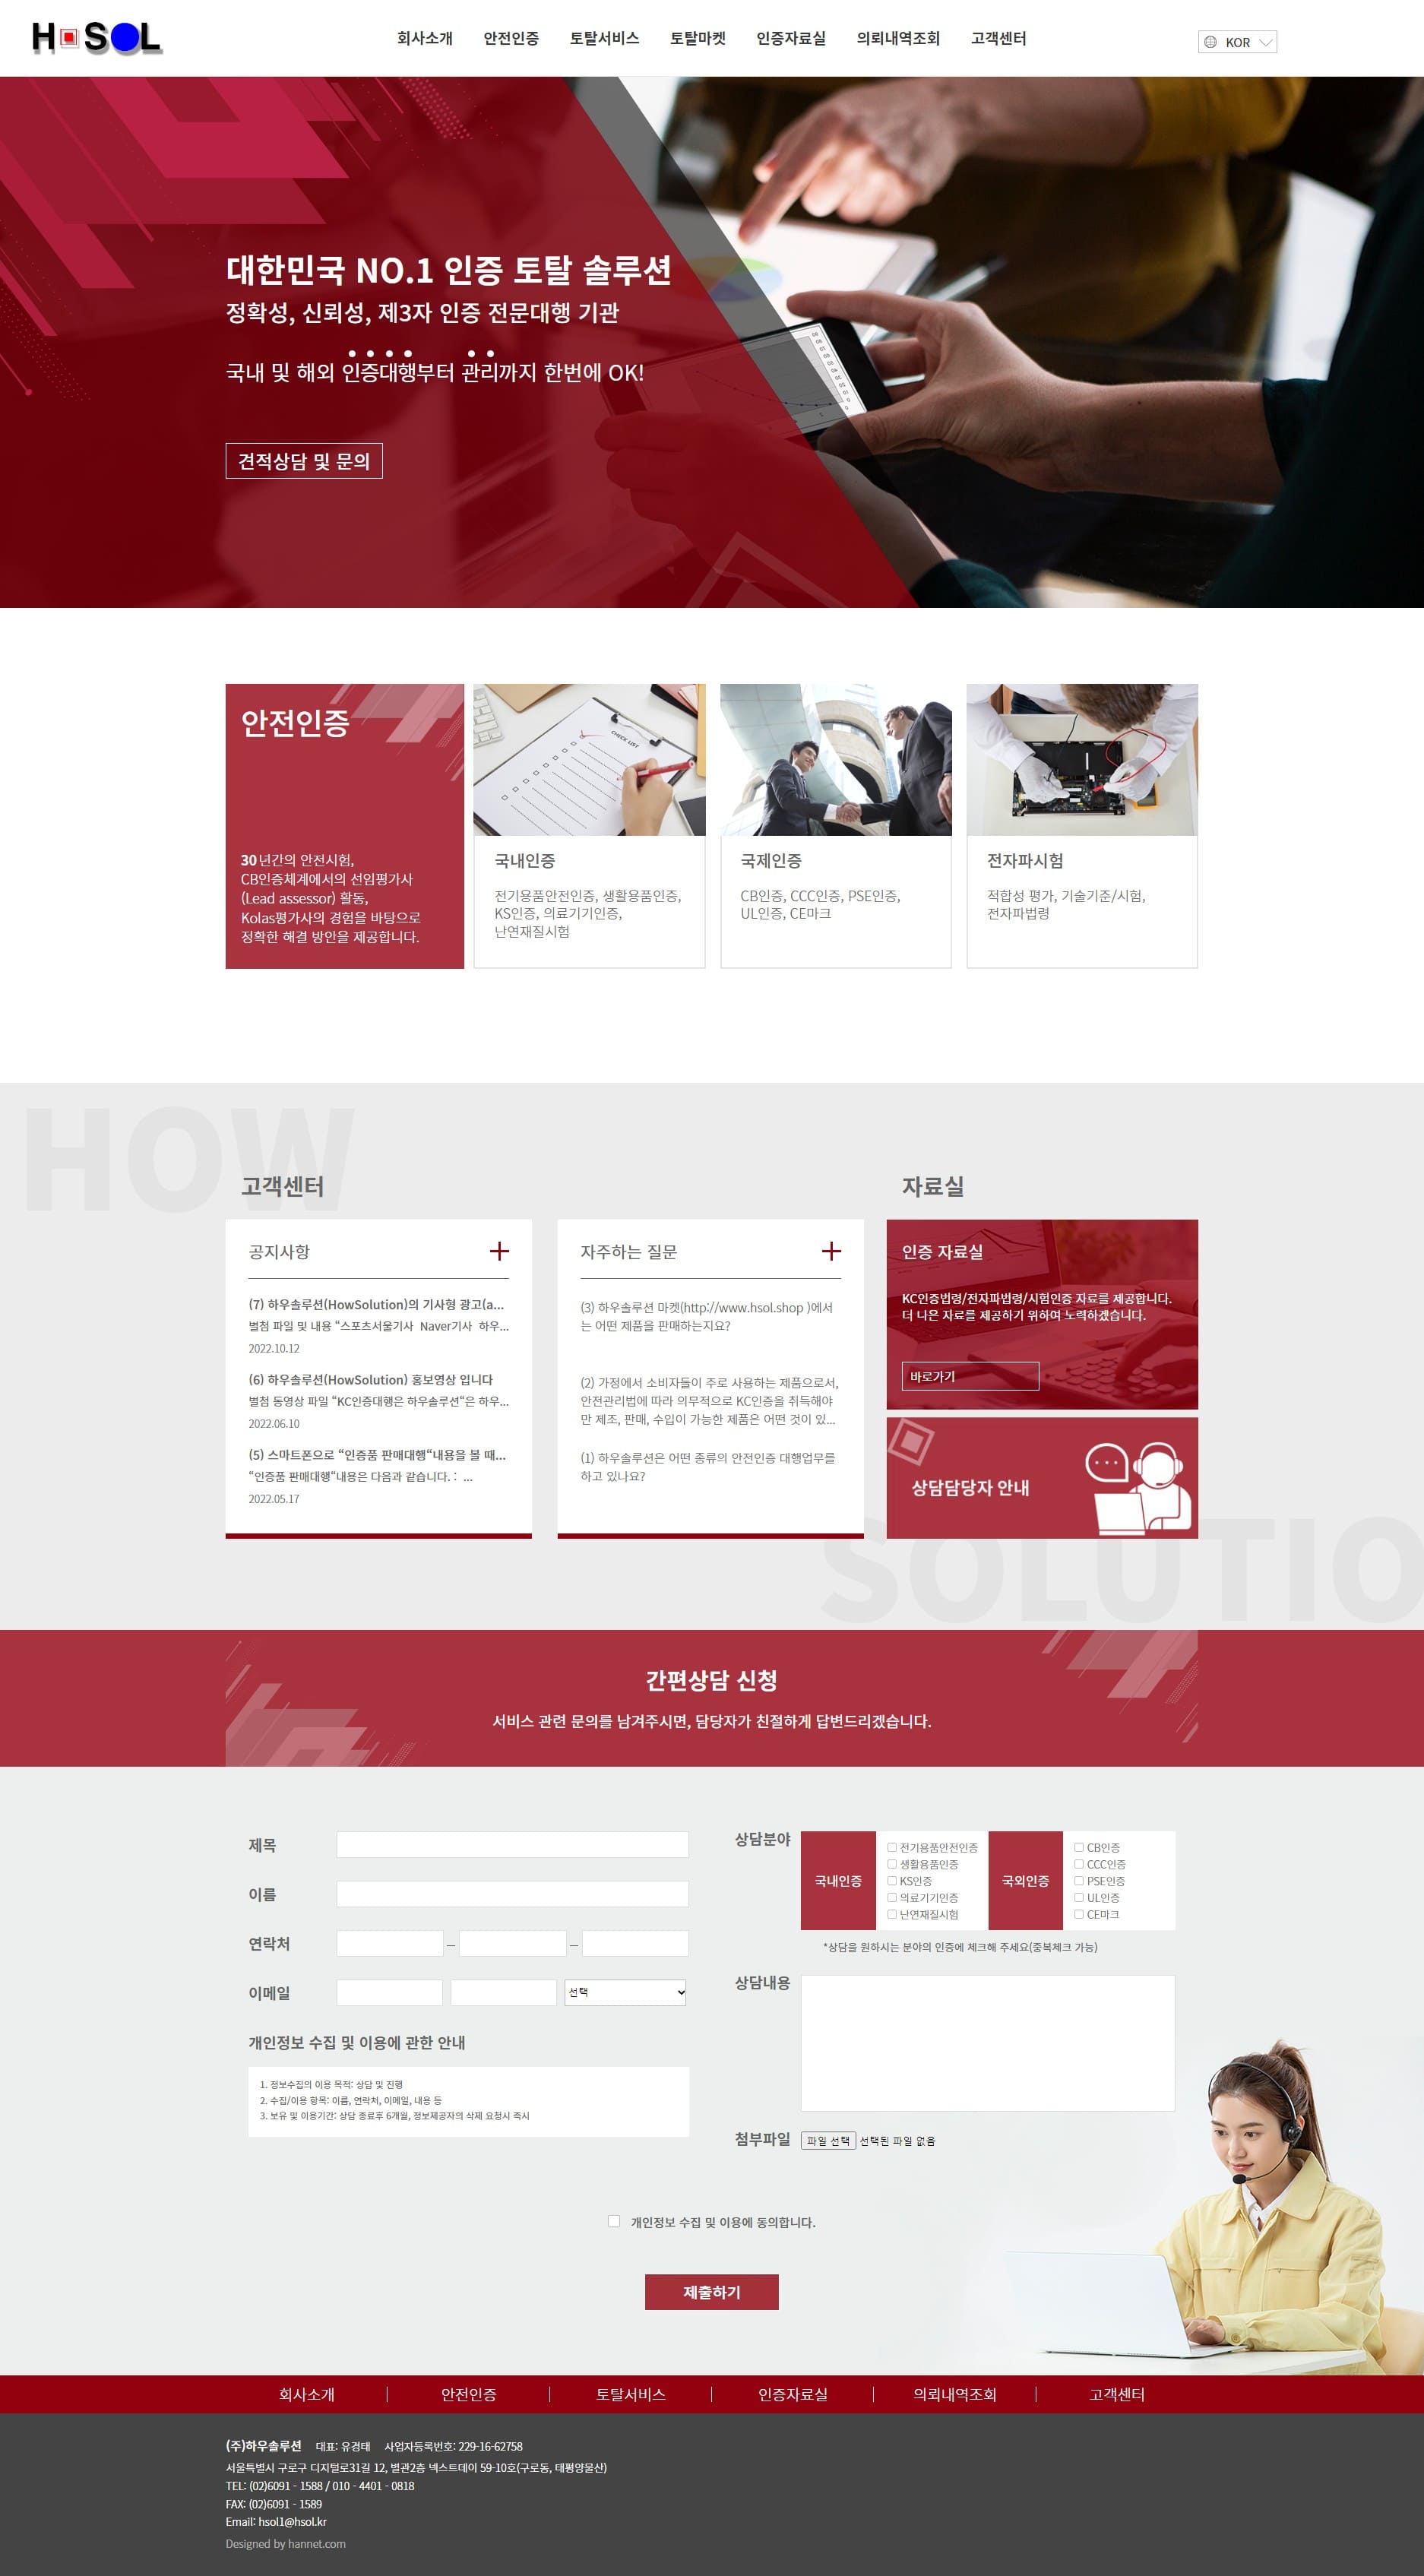 H SOL
회사소개 안전인증 토탈서비스 토탈마켓 인증자료실 의뢰내역조회 고객센터
KOR
대한민국 NO.1 인증 토탈 솔루션
정확성, 신뢰성, 제3자 인증 전문대행 기관
국내 및 해외 인증대행부터 관리까지 한번에 OK!
견적상담 및 문의
안전인증
30년간의 안전시험,
CB인증체계에서의 선임평가사
(Lead assessor) 활동,
Kolas평가사의 경험을 바탕으로
정확한 해결 방안을 제공합니다.
CHECK LIST
국내인증
전기용품안전인증, 생활용품인증,
KS인증, 의료기기인증,
난연재질시험
국제인증
CB인증, CCC인증, PSE인증,
UL인증, CE마크
전자파시험
적합성 평가, 기술기준/시험,
전자파법령
HOW
고객센터
공지사항
(7) 하우솔루션(HowSolution)의 기사형 광고(a...
별첨 파일 및 내용 “스포츠서울기사 Naver기사 하우...
2022.10.12
(6) 하우솔루션(HowSolution) 홍보영상 입니다
별첨 동영상 파일 “KC인증대행은 하우솔루션“은 하우...
2022.06.10
(5) 스마트폰으로 “인증품 판매대행“내용을 볼 때...
“인증품 판매대행“내용은 다음과 같습니다. : ...
2022.05.17
자주하는 질문
(3) 하우솔루션 마켓(http://www.hsol.shop )에서
는 어떤 제품을 판매하는지요?
(2) 가정에서 소비자들이 주로 사용하는 제품으로서,
안전관리법에 따라 의무적으로 KC인증을 취득해야
만 제조, 판매, 수입이 가능한 제품은 어떤 것이 있...
(1) 하우솔루션은 어떤 종류의 안전인증 대행업무를
하고 있나요?
자료실
인증 자료실
KC인증법령/전자파법령/시험인증 자료를 제공합니다.
더 나은 자료를 제공하기 위하여 노력하겠습니다.
바로가기
상담담당자 안내
SOLUTIO
간편상담 신청
서비스 관련 문의를 남겨주시면, 담당자가 친절하게 답변드리겠습니다.
제목
이름
연락처
이메일
선택
개인정보 수집 및 이용에 관한 안내
1. 정보수집의 이용 목적: 상담 및 진행
2. 수집/이용 항목: 이름, 연락처, 이메일, 내용 등
3. 보유 및 이용기간: 상담 종료후 6개월, 정보제공자의 삭제 요청시 즉시
상담분야
국내인증
전기용품안전인증
생활용품인증
KS인증
의료기기인증
난연재질시험
국외인증
CB인증
CCC인증
PSE인증
UL인증
CE마크
*상담을 원하시는 분야의 인증에 체크해 주세요(중복체크 가능)
상담내용
첨부파일 파일 선택 선택된 파일 없음
개인정보 수집 및 이용에 동의합니다.
제출하기
회사소개 안전인증 토탈서비스 인증자료실 의뢰내역조회 고객센터
(주)하우솔루션 대표: 유경태 사업자등록번호: 229-16-62758
서울특별시 구로구 디지털로31길 12, 별관2층 넥스트데이 59-10호(구로동, 태평양물산)
TEL: (02)6091 - 1588 / 010 - 4401 - 0818
FAX: (02)6091 - 1589
Email: hsol1@hsol.kr
Designed by hannet.com